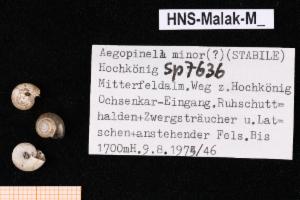 HNS-Malak-M_
Aegopinella minor(?)(STABILE)
Hochkönig Sp7636
Mitterfeldalm.Weg z.Hochkönig
Ochsenkar-Eingang.Ruhschutt=
halden+Zwergsträucher u.Lat=
schen+anstehender Fels.Bis
1700mH.9.8.1975/46